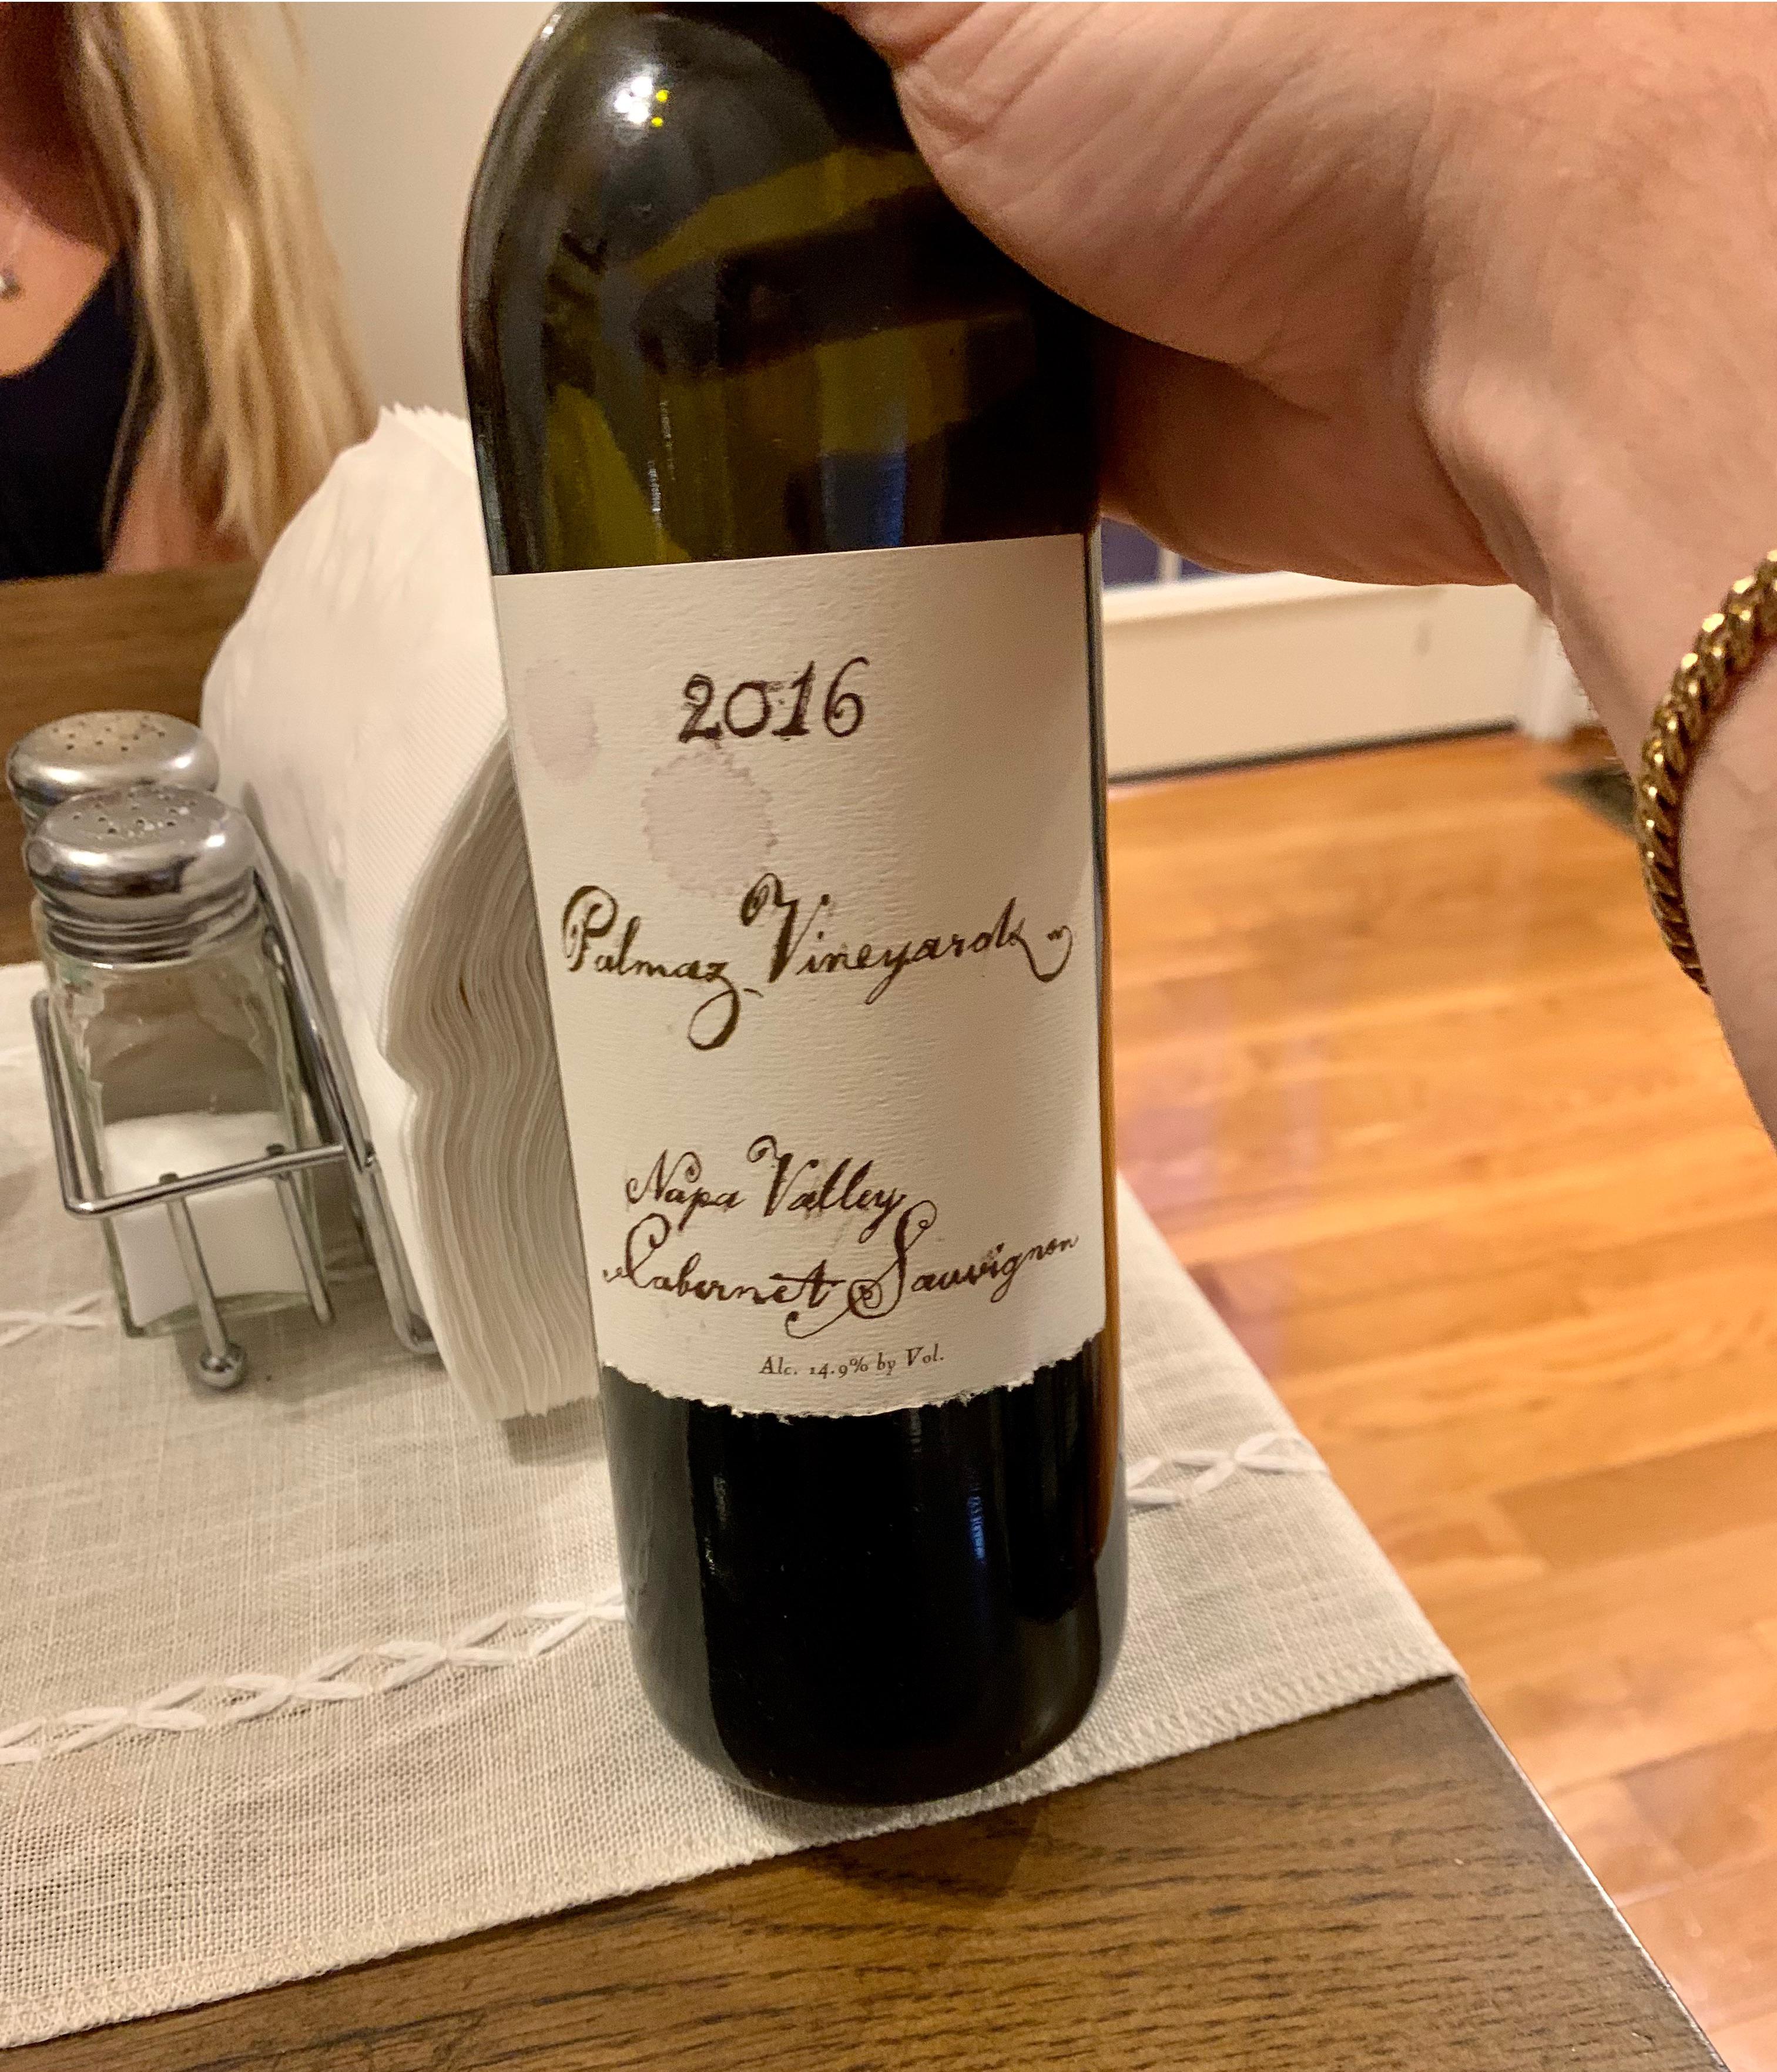 2016
Palmaz Vineyards
Napa Valley
Cabernet Sauvignon
Alc. 14.9% by Vol.